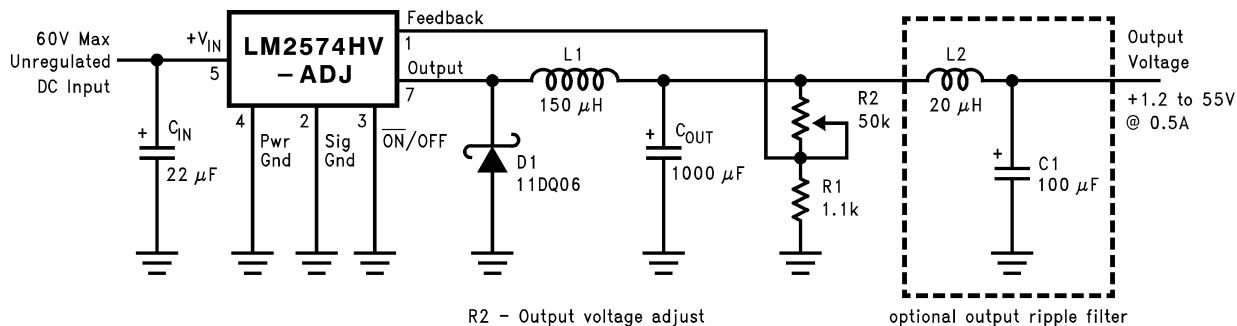 60V Max
Unregulated
DC Input
+VIN
5
LM2574HV
–ADJ
Feedback
1
Output
7
4
Pwr
Gnd
2
Sig
Gnd
3
ON/OFF
+
CIN
22 μF
D1
11DQ06
L1
150 μH
+
COUT
1000 μF
R2
50k
R1
1.1k
L2
20 μH
+
C1
100 μF
Output
Voltage
+1.2 to 55V
@ 0.5A
R2 – Output voltage adjust
optional output ripple filter